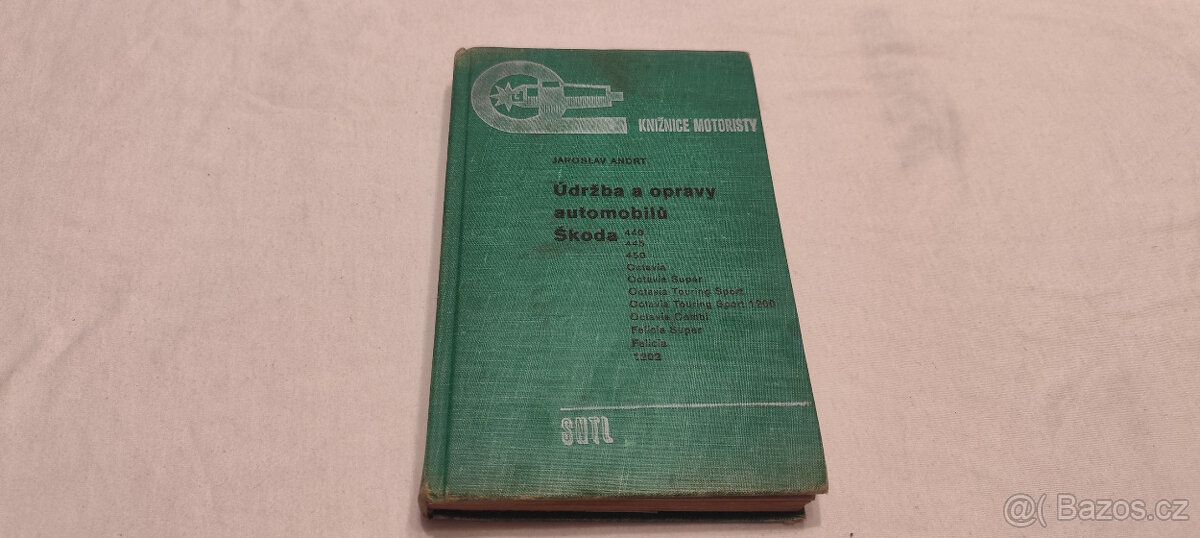 KNIŽNICE MOTORISTY
JAROSLAV ANDRT
Údržba a opravy
automobilů
Škoda 440
445
450
Octavia
Octavia Super
Octavia Touring Sport
Octavia Touring Sport 1200
Octavia Combi
Felicia Super
Felicia
1202
SNTL
@( Bazos.cz